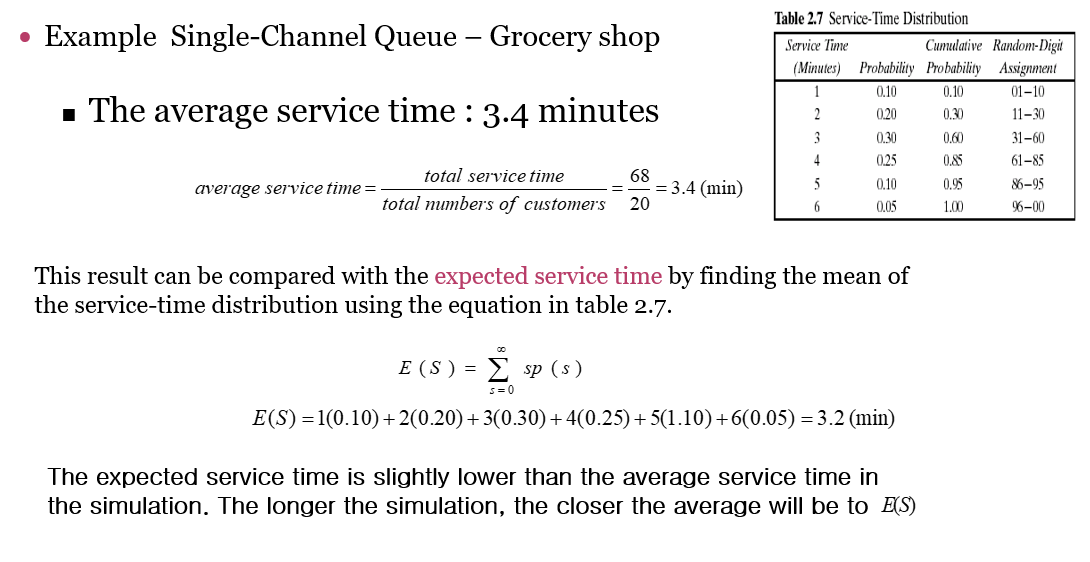 • Example Single-Channel Queue – Grocery shop
▪ The average service time : 3.4 minutes
average service time = total service time / total numbers of customers = 68 / 20 = 3.4 (min)
Table 2.7 Service-Time Distribution
Service Time (Minutes) Probability Cumulative Probability Random-Digit Assignment
1 0.10 0.10 01–10
2 0.20 0.30 11–30
3 0.30 0.60 31–60
4 0.25 0.85 61–85
5 0.10 0.95 86–95
6 0.05 1.00 96–00
This result can be compared with the expected service time by finding the mean of
the service-time distribution using the equation in table 2.7.
E (S) = ∑_{s=0}^{∞} sp (s)
E(S) = 1(0.10) + 2(0.20) + 3(0.30) + 4(0.25) + 5(1.10) + 6(0.05) = 3.2 (min)
The expected service time is slightly lower than the average service time in
the simulation. The longer the simulation, the closer the average will be to E(S)